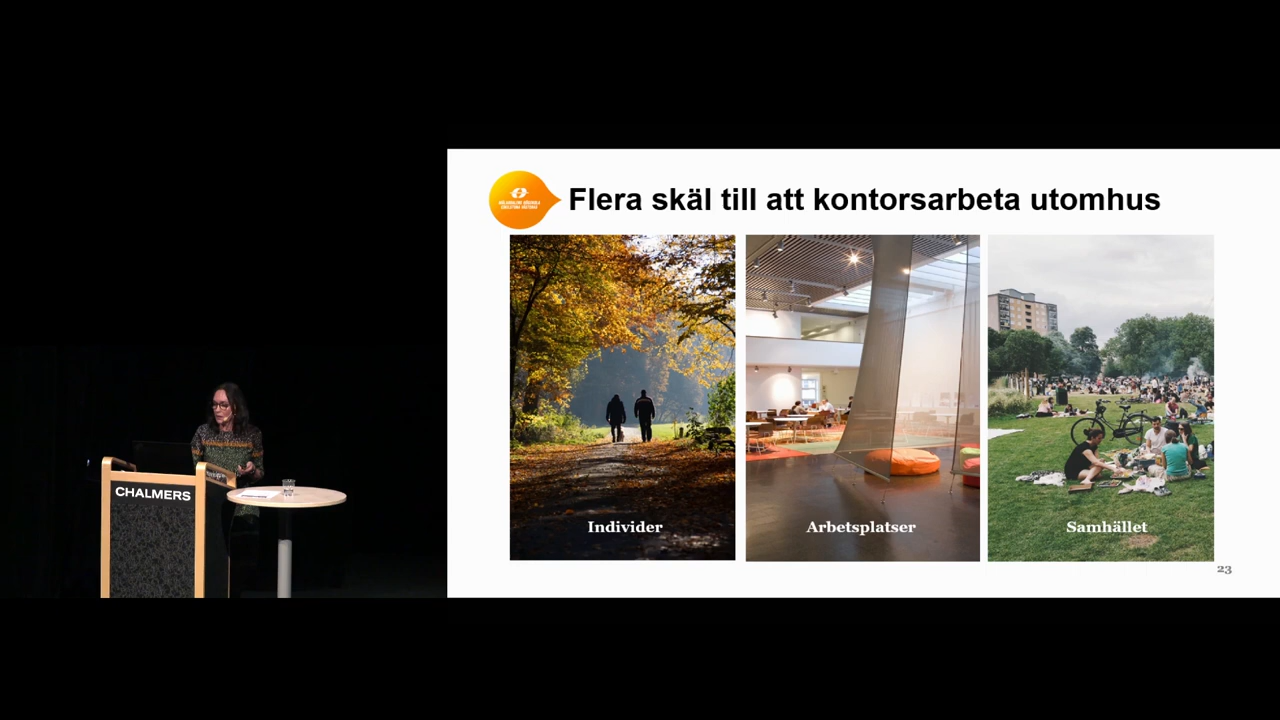 Flera skäl till att kontorsarbeta utomhus
Individer
Arbetsplatser
Samhället
23
CHALMERS